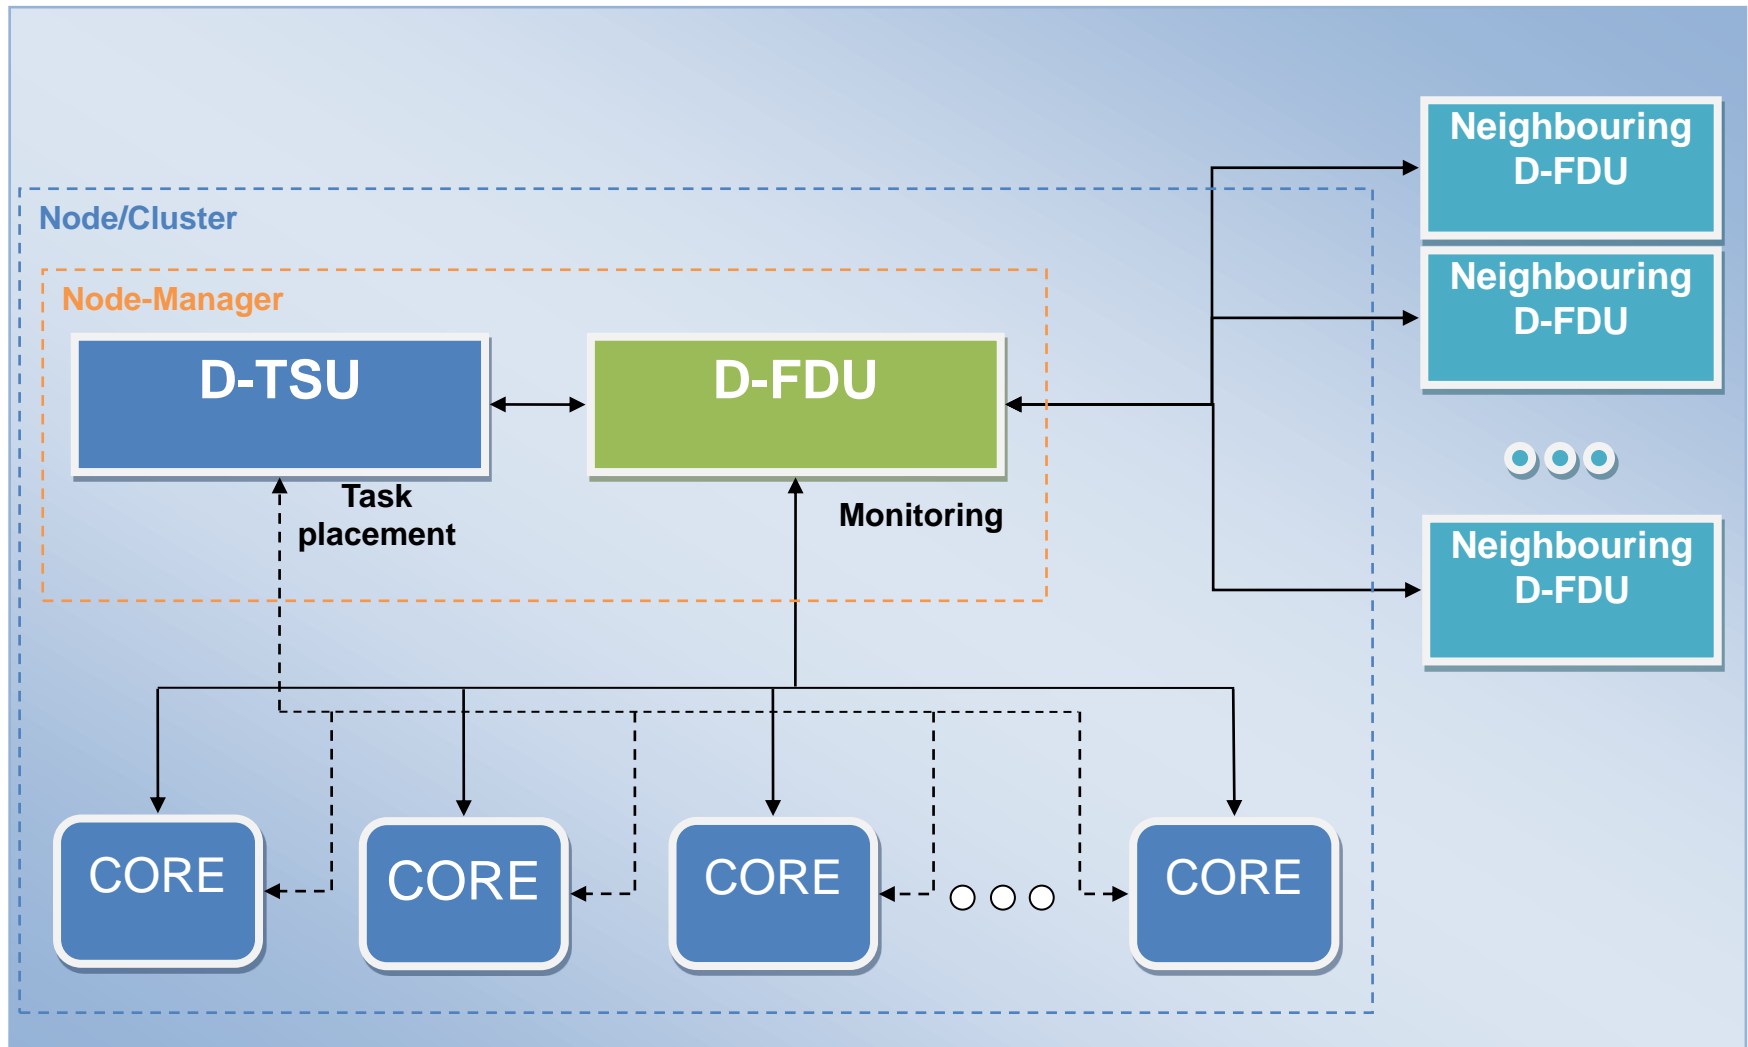 Neighbouring
D-FDU
Node/Cluster
Neighbouring
D-FDU
Node-Manager
D-TSU
D-FDU
Task
placement
Monitoring
Neighbouring
D-FDU
CORE
CORE
CORE
CORE